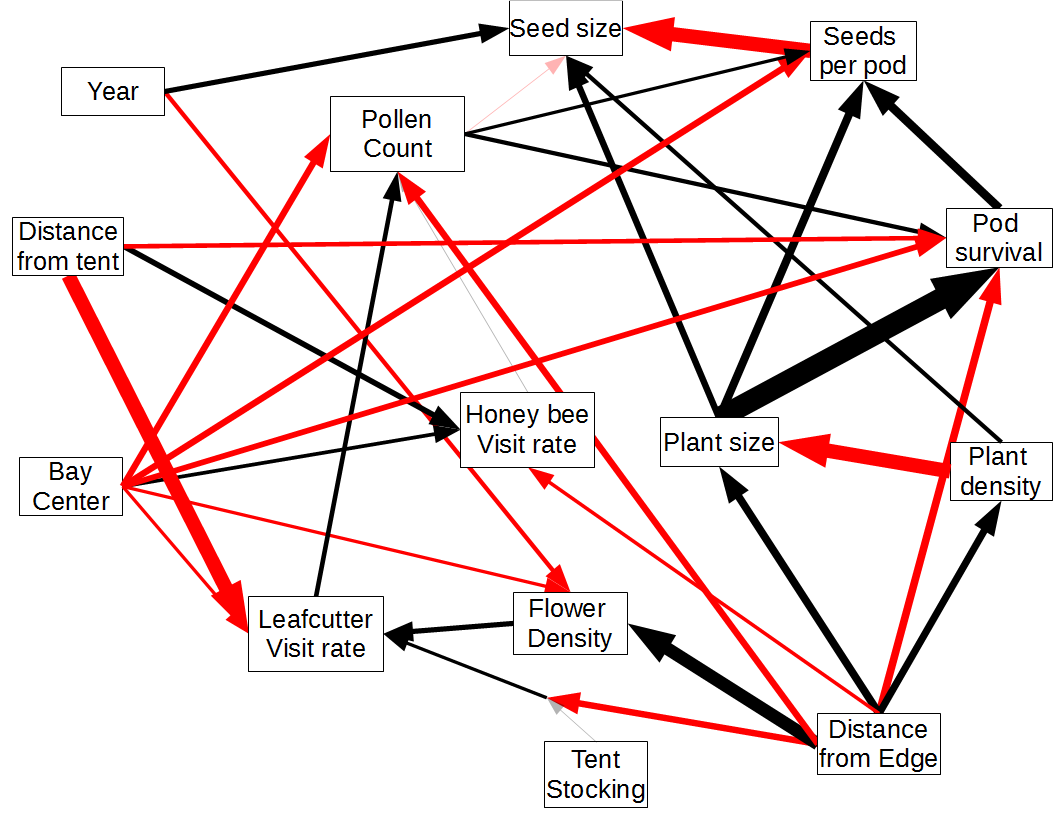 Seed size
Seeds
per pod
Year
Pollen
Count
Distance
from tent
Pod
survival
Honey bee
Visit rate
Plant size
Plant
density
Bay
Center
Leafcutter
Visit rate
Flower
Density
Distance
from Edge
Tent
Stocking